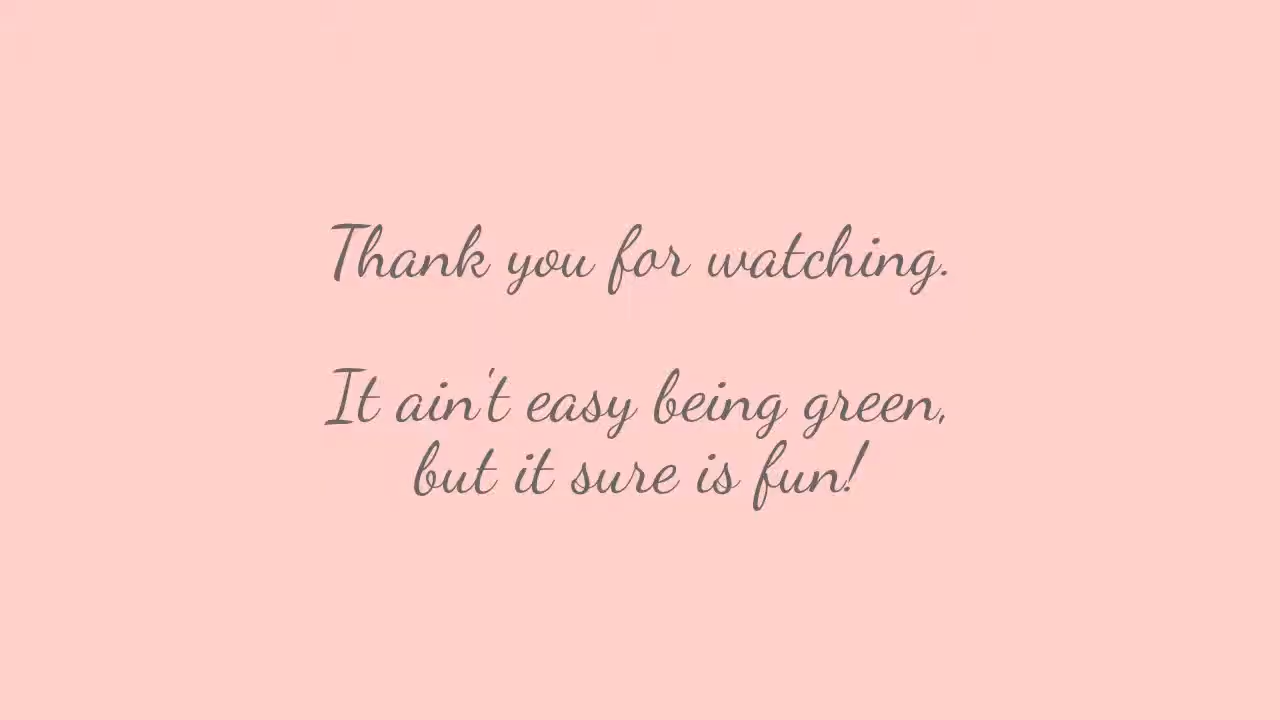 Thank you for watching.
It ain't easy being green,
but it sure is fun!